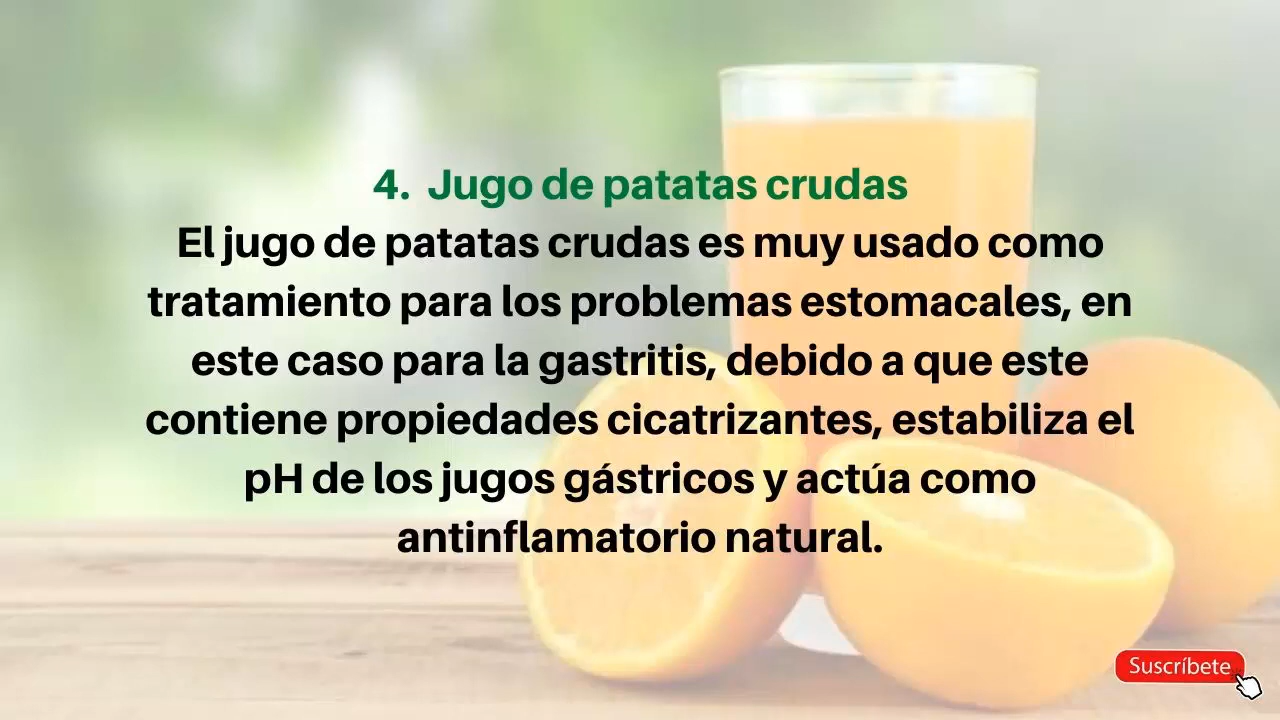 4. Jugo de patatas crudas
El jugo de patatas crudas es muy usado como
tratamiento para los problemas estomacales, en
este caso para la gastritis, debido a que este
contiene propiedades cicatrizantes, estabiliza el
pH de los jugos gástricos y actúa como
antinflamatorio natural.
Suscríbete